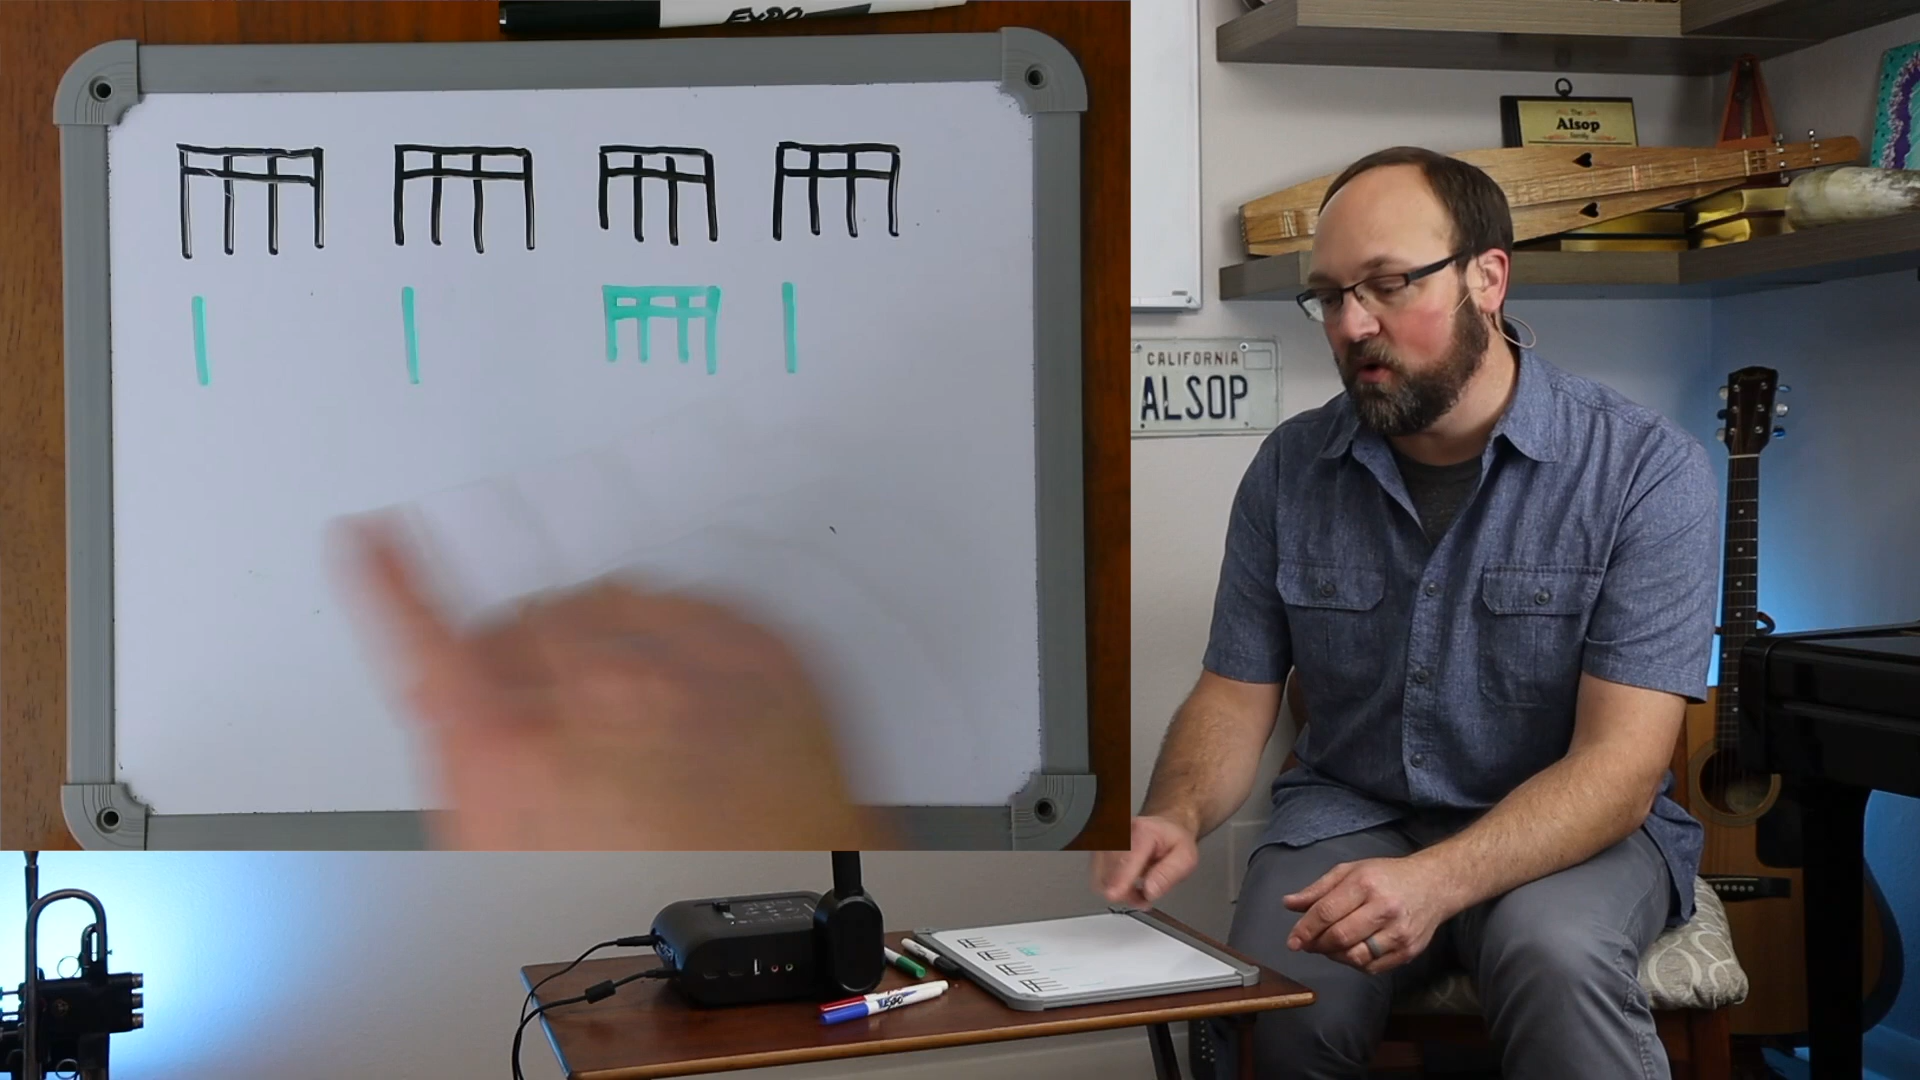 EXPO
The
Alsop
family
CALIFORNIA
ALSOP
EXPO